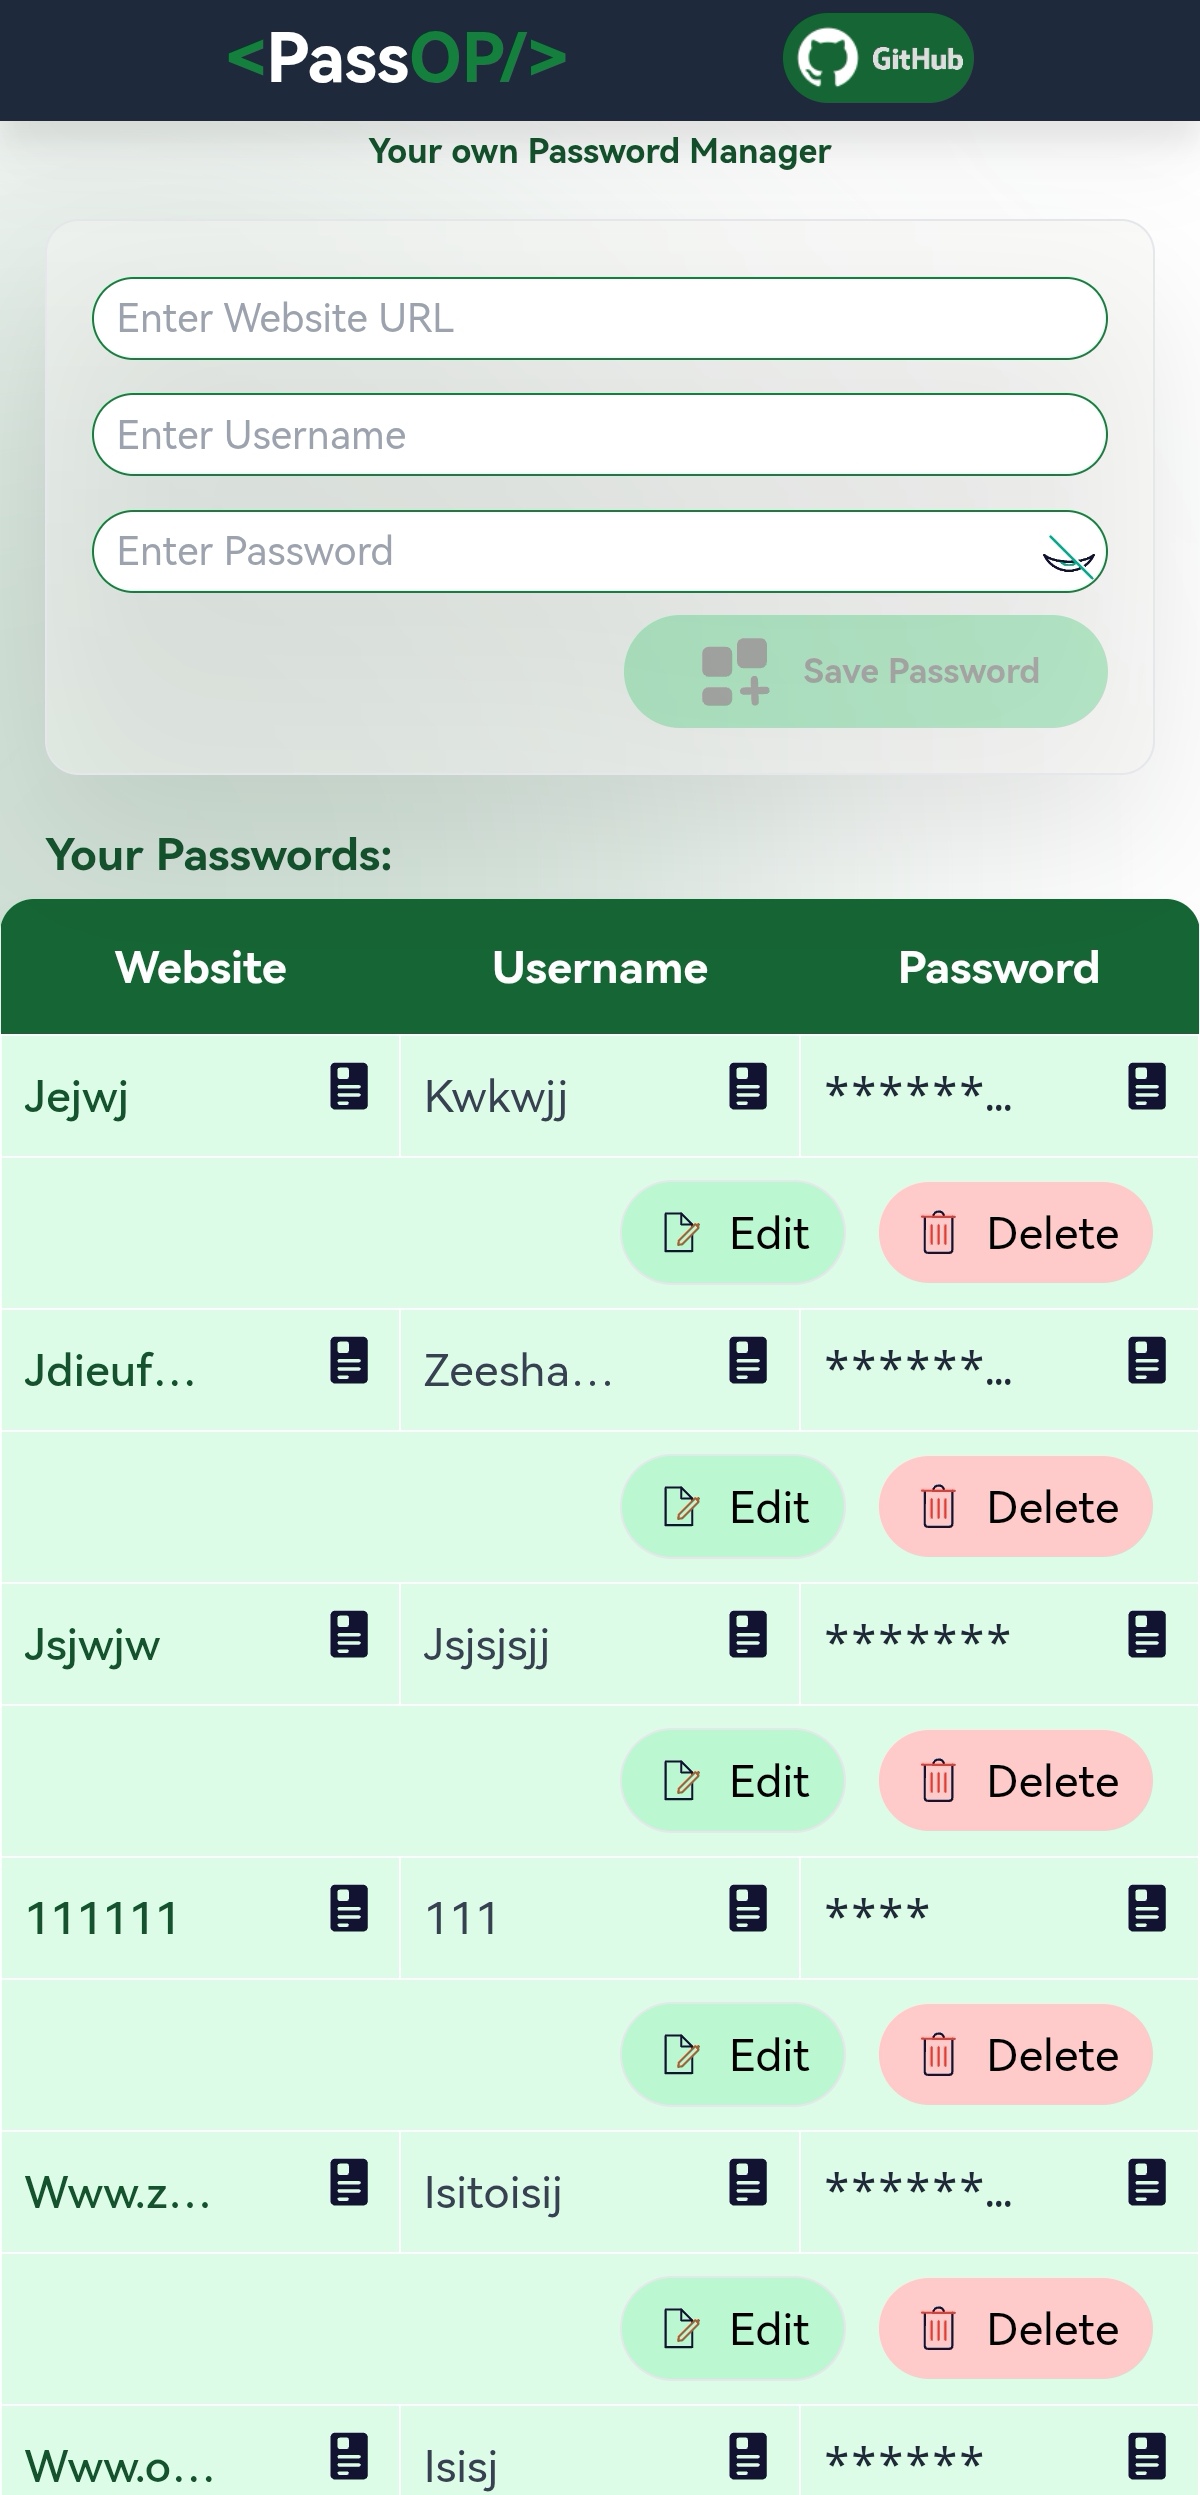 <PassOP/>
GitHub
Your own Password Manager
Enter Website URL
Enter Username
Enter Password
Save Password
Your Passwords:
Website Username Password
Jejwj Kwkwjj ******...
Edit Delete
Jdieuf... Zeesha... ******...
Edit Delete
Jsjwjw Jsjsjsjj *******
Edit Delete
111111 111 ****
Edit Delete
Www.z... Isitoisij ******...
Edit Delete
Www.o... Isisj ******